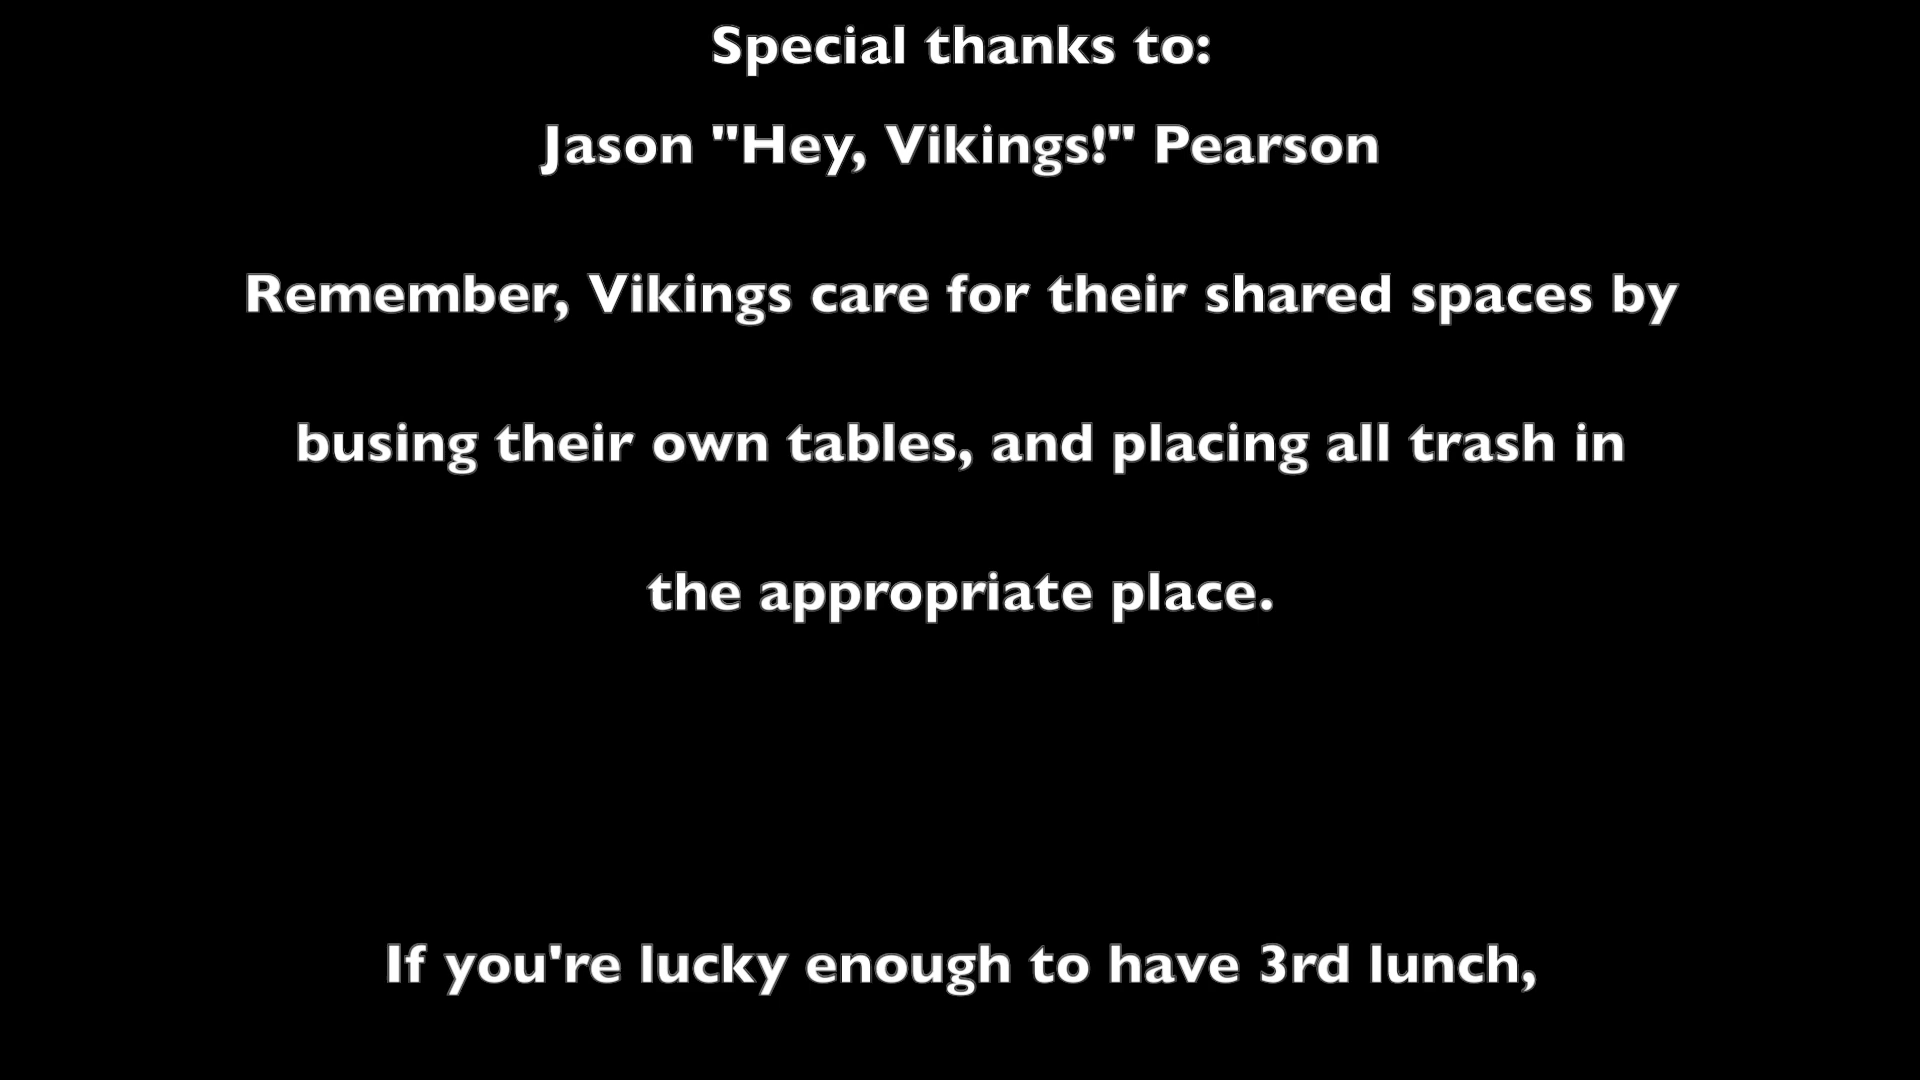 Special thanks to:
Jason "Hey, Vikings!" Pearson
Remember, Vikings care for their shared spaces by
busing their own tables, and placing all trash in
the appropriate place.
If you're lucky enough to have 3rd lunch,